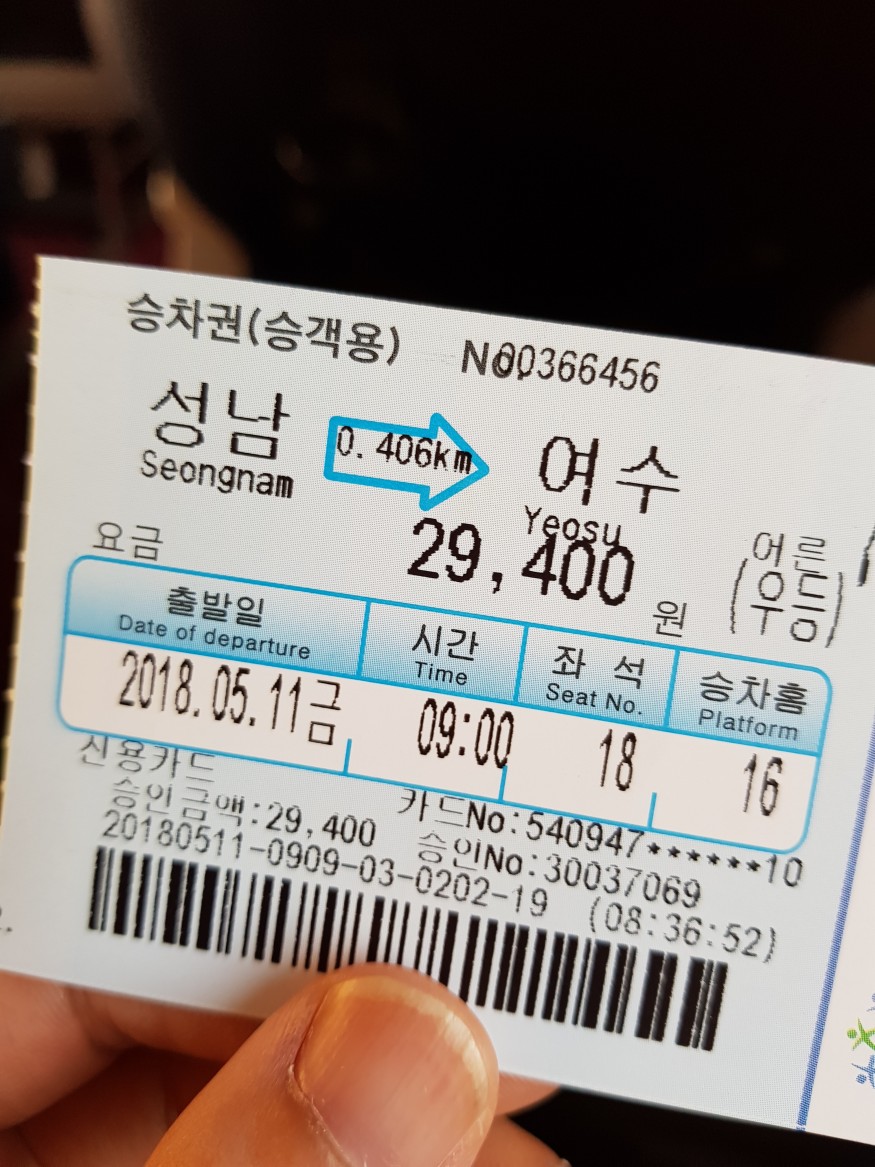 승차권(승객용) N00366456
성남 0.406km 여수
Seongnam Yeosu
요금 29,400 원 어른
(우등)
출발일 시간 좌 석 승차홈
Date of departure Time Seat No. Platform
2018.05.11금 09:00 18 16
신용카드 카드No:540947******10
승인금액:29,400 승인No:30037069
20180511-0909-03-0202-19 (08:36:52)